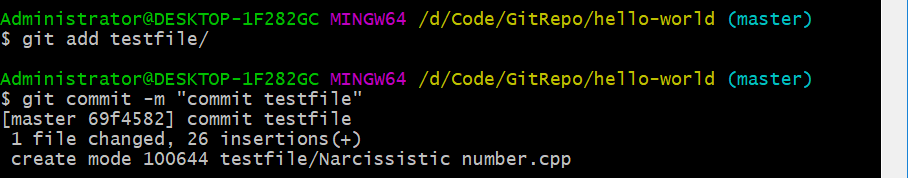 Administrator@DESKTOP-1F282GC MINGW64 /d/Code/GitRepo/hello-world (master)
$ git add testfile/
Administrator@DESKTOP-1F282GC MINGW64 /d/Code/GitRepo/hello-world (master)
$ git commit -m "commit testfile"
[master 69f4582] commit testfile
 1 file changed, 26 insertions(+)
 create mode 100644 testfile/Narcissistic number.cpp